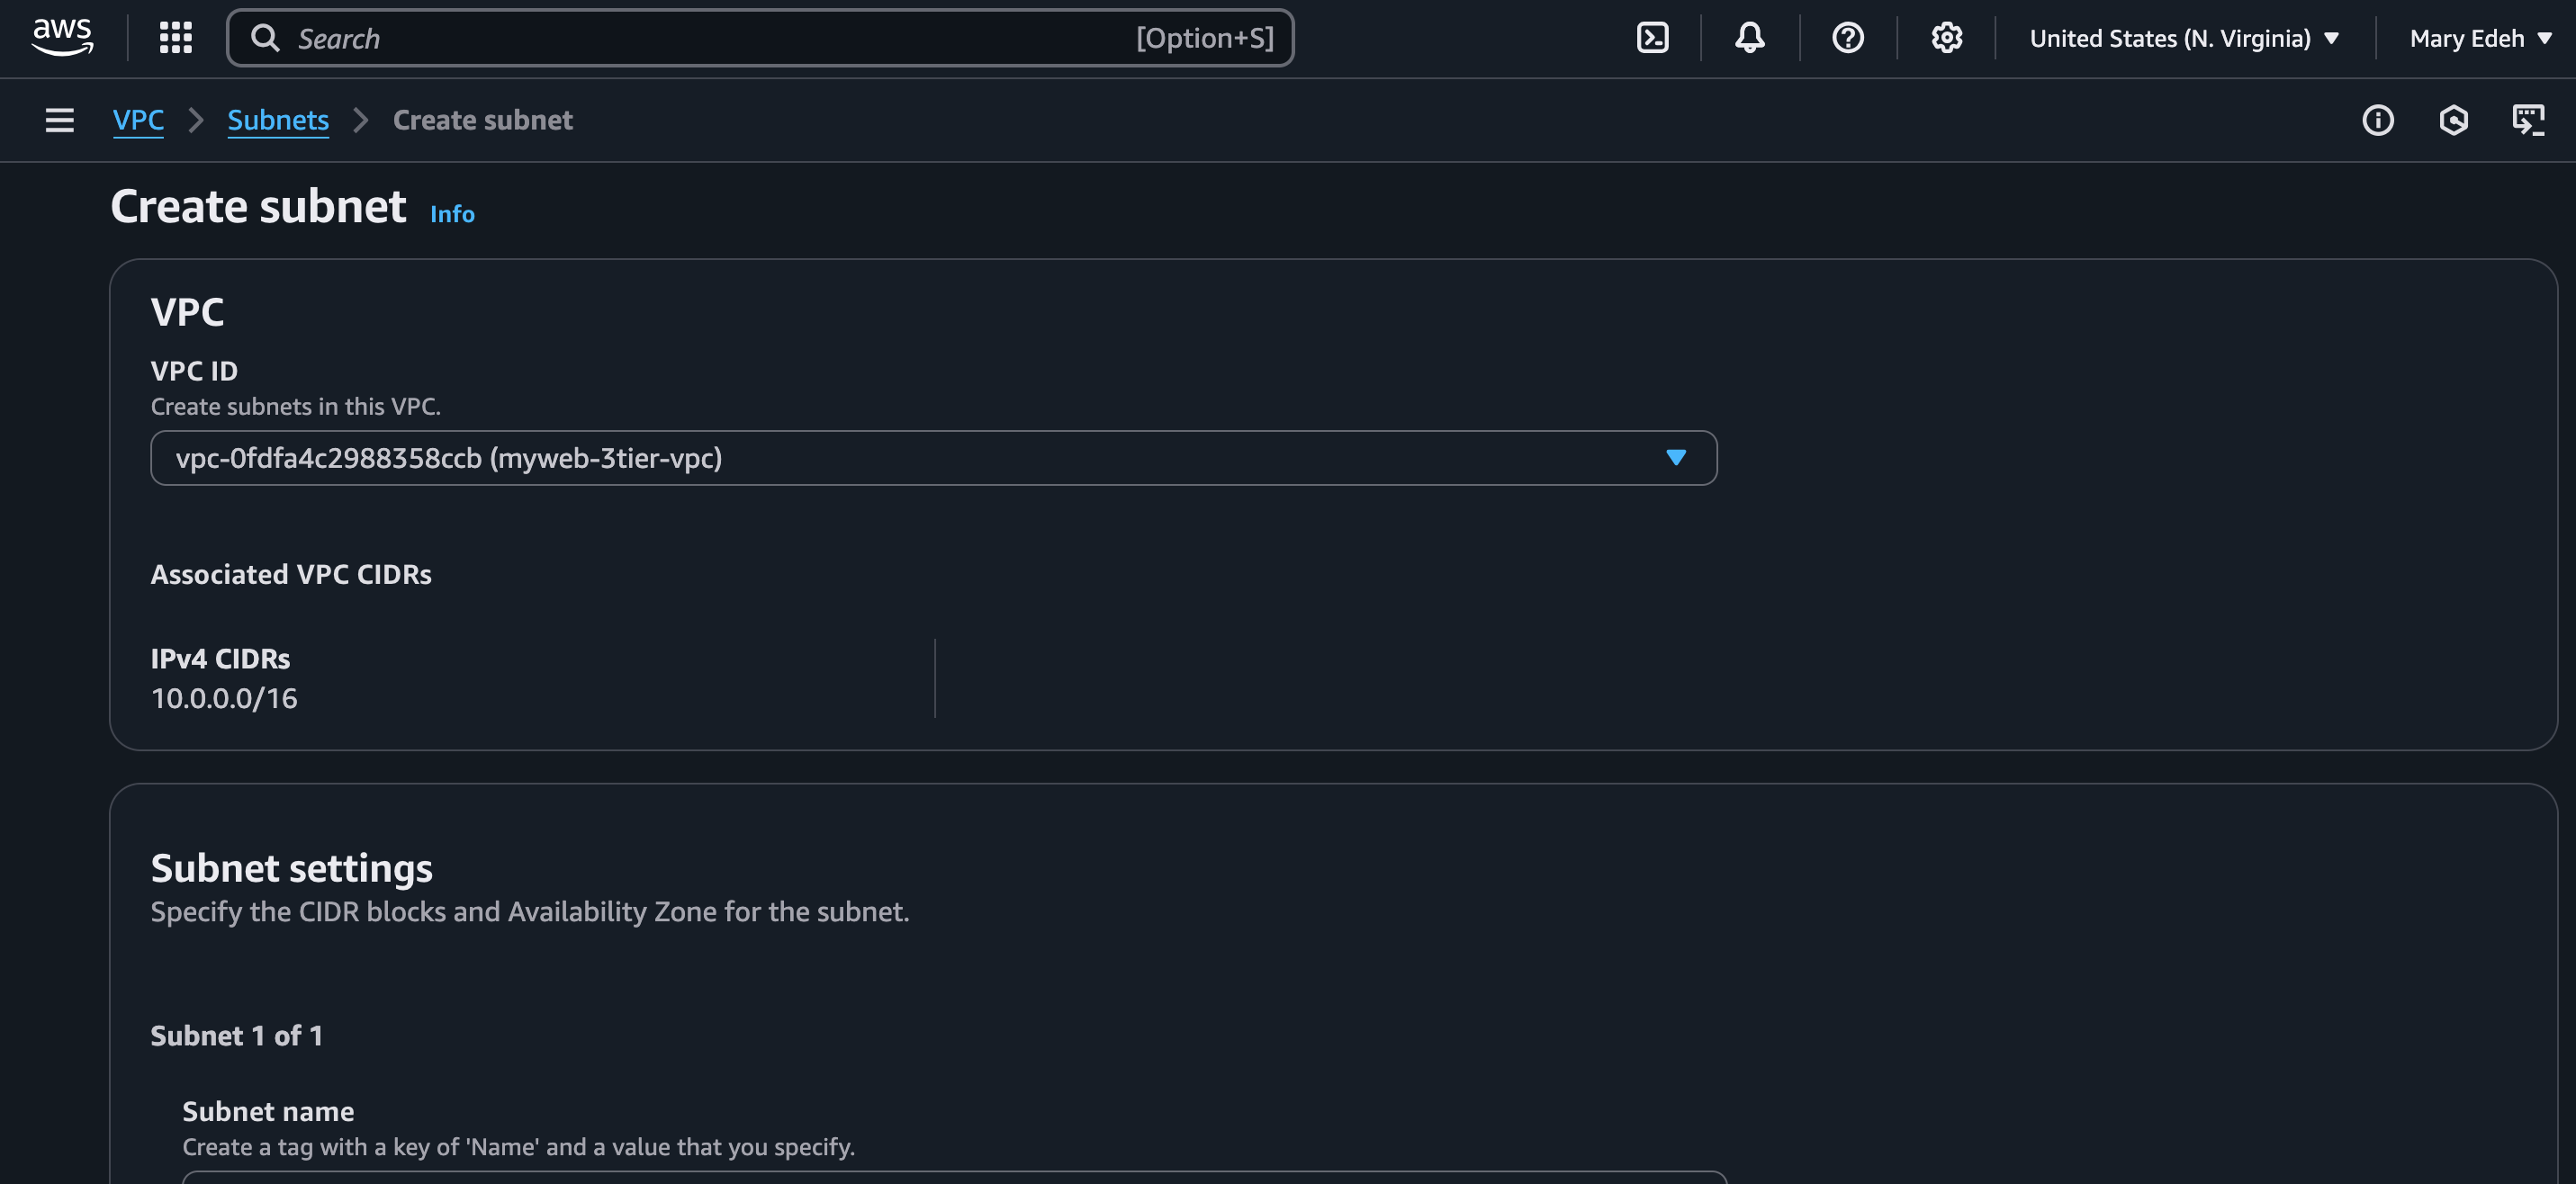 aws
Search [Option+S]
United States (N. Virginia)
Mary Edeh
VPC
Subnets
Create subnet
Create subnet Info
VPC
VPC ID
Create subnets in this VPC.
vpc-0fdfa4c2988358ccb (myweb-3tier-vpc)
Associated VPC CIDRs
IPv4 CIDRs
10.0.0.0/16
Subnet settings
Specify the CIDR blocks and Availability Zone for the subnet.
Subnet 1 of 1
Subnet name
Create a tag with a key of 'Name' and a value that you specify.